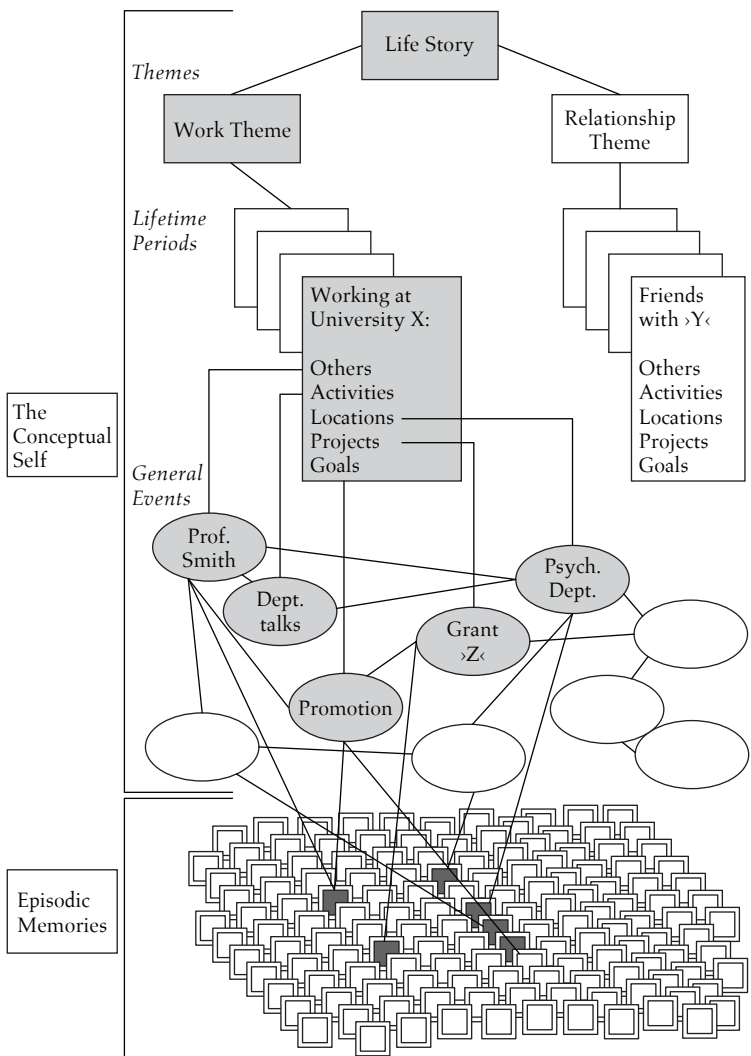 Life Story
Themes
Work Theme
Relationship
Theme
Lifetime
Periods
Working at
University X:
Others
Activities
Locations
Projects
Goals
Friends
with ›Y‹
Others
Activities
Locations
Projects
Goals
The
Conceptual
Self
General
Events
Prof.
Smith
Dept.
talks
Psych.
Dept.
Grant
›Z‹
Promotion
Episodic
Memories